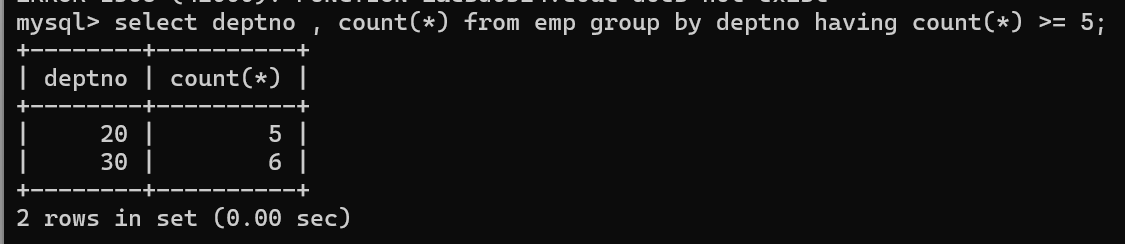 mysql> select deptno , count(*) from emp group by deptno having count(*) >= 5;
+--------+----------+
| deptno | count(*) |
+--------+----------+
|     20 |        5 |
|     30 |        6 |
+--------+----------+
2 rows in set (0.00 sec)